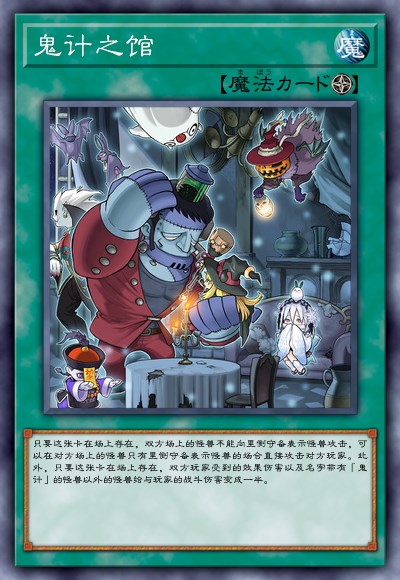 鬼计之馆
魔
【魔法カード】
まほう
只要这张卡在场上存在，双方场上的怪兽不能向里侧守备表示怪兽攻击，可
以在对方场上的怪兽只有里侧守备表示怪兽的场合直接攻击对方玩家。此
外，只要这张卡在场上存在，双方玩家受到的效果伤害以及名字带有「鬼
计」的怪兽以外的怪兽给与玩家的战斗伤害变成一半。